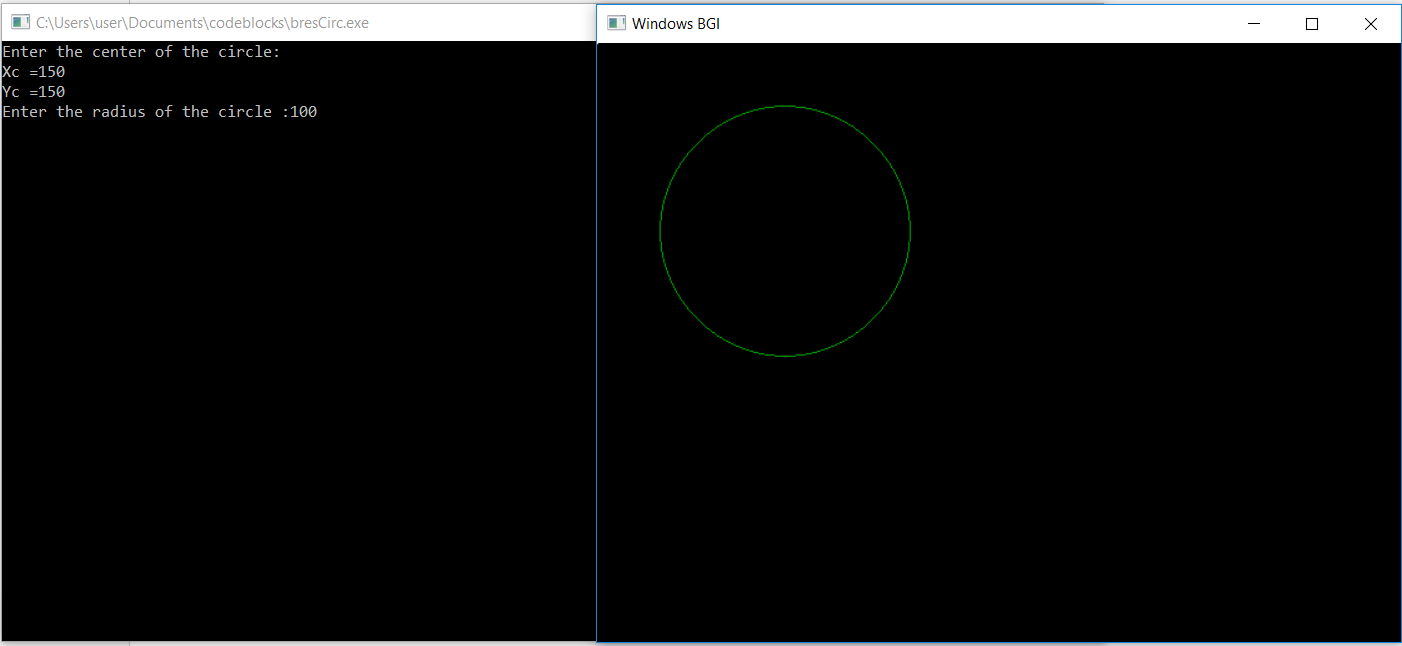 C:\Users\user\Documents\codeblocks\bresCirc.exe
Enter the center of the circle:
Xc =150
Yc =150
Enter the radius of the circle :100
Windows BGI